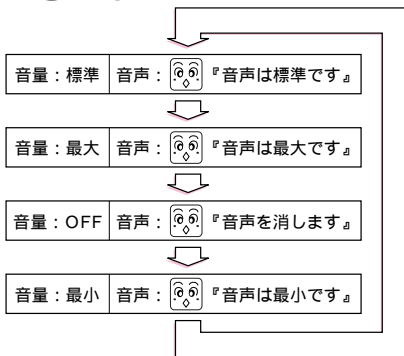 音量：標準 音声： 『音声は標準です』
音量：最大 音声： 『音声は最大です』
音量：OFF 音声： 『音声を消します』
音量：最小 音声： 『音声は最小です』